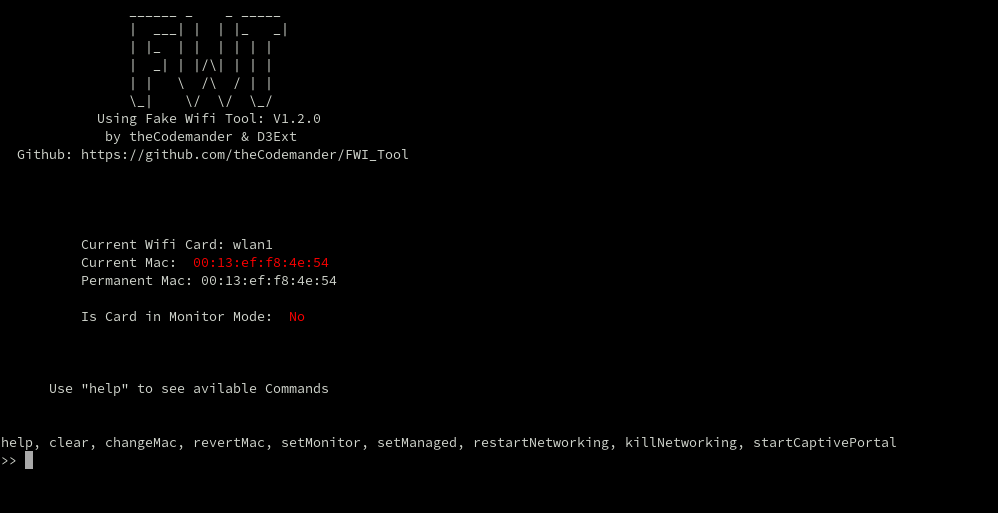 ______ _    _ _____
|  ___| |  | |_   _|
| |_  | |  | | | |
|  _| | |/\| | | |
| |   \  /\  / | |
\_|    \/  \/  \_/
Using Fake Wifi Tool: V1.2.0
by theCodemander & D3Ext
Github: https://github.com/theCodemander/FWI_Tool
Current Wifi Card: wlan1
Current Mac:  00:13:ef:f8:4e:54
Permanent Mac: 00:13:ef:f8:4e:54
Is Card in Monitor Mode:  No
Use "help" to see avilable Commands
help, clear, changeMac, revertMac, setMonitor, setManaged, restartNetworking, killNetworking, startCaptivePortal
>>